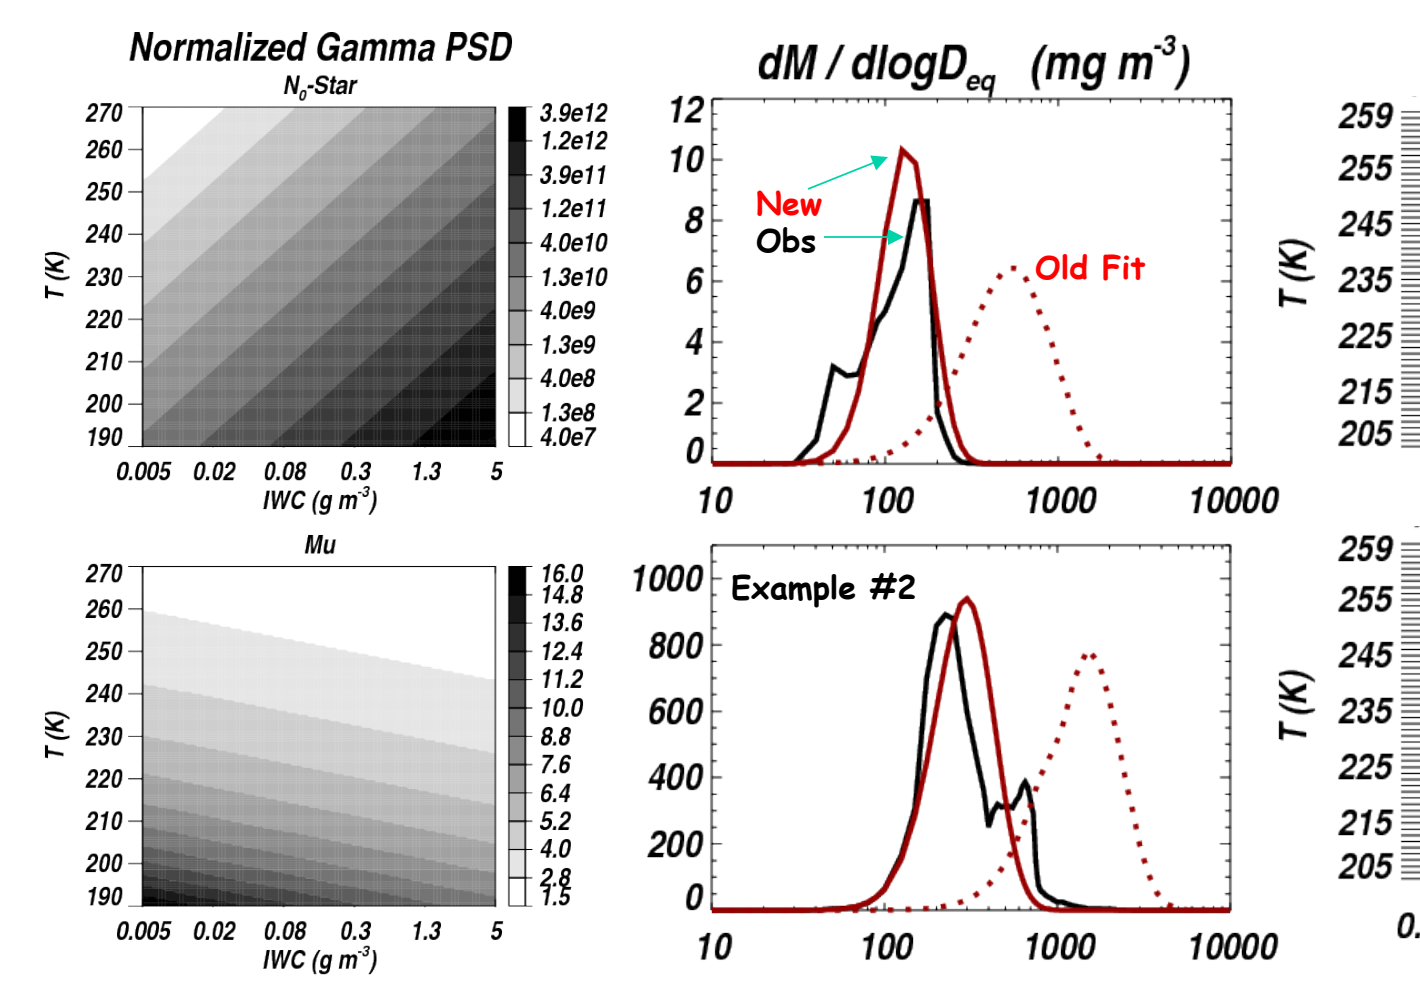 Normalized Gamma PSD
N0-Star
270
260
250
240
230
220
210
200
190
T (K)
0.005 0.02 0.08 0.3 1.3 5
IWC (g m-3)
3.9e12
1.2e12
3.9e11
1.2e11
4.0e10
1.3e10
4.0e9
1.3e9
4.0e8
1.3e8
4.0e7
Mu
270
260
250
240
230
220
210
200
190
T (K)
0.005 0.02 0.08 0.3 1.3 5
IWC (g m-3)
16.0
14.8
13.6
12.4
11.2
10.0
8.8
7.6
6.4
5.2
4.0
2.8
1.5
dM / dlogDeq (mg m-3)
12
10
8
6
4
2
0
New
Obs
Old Fit
10 100 1000 10000
Example #2
1000
800
600
400
200
0
10 100 1000 10000
259
255
245
235
225
215
205
T (K)
259
255
245
235
225
215
205
T (K)
0.